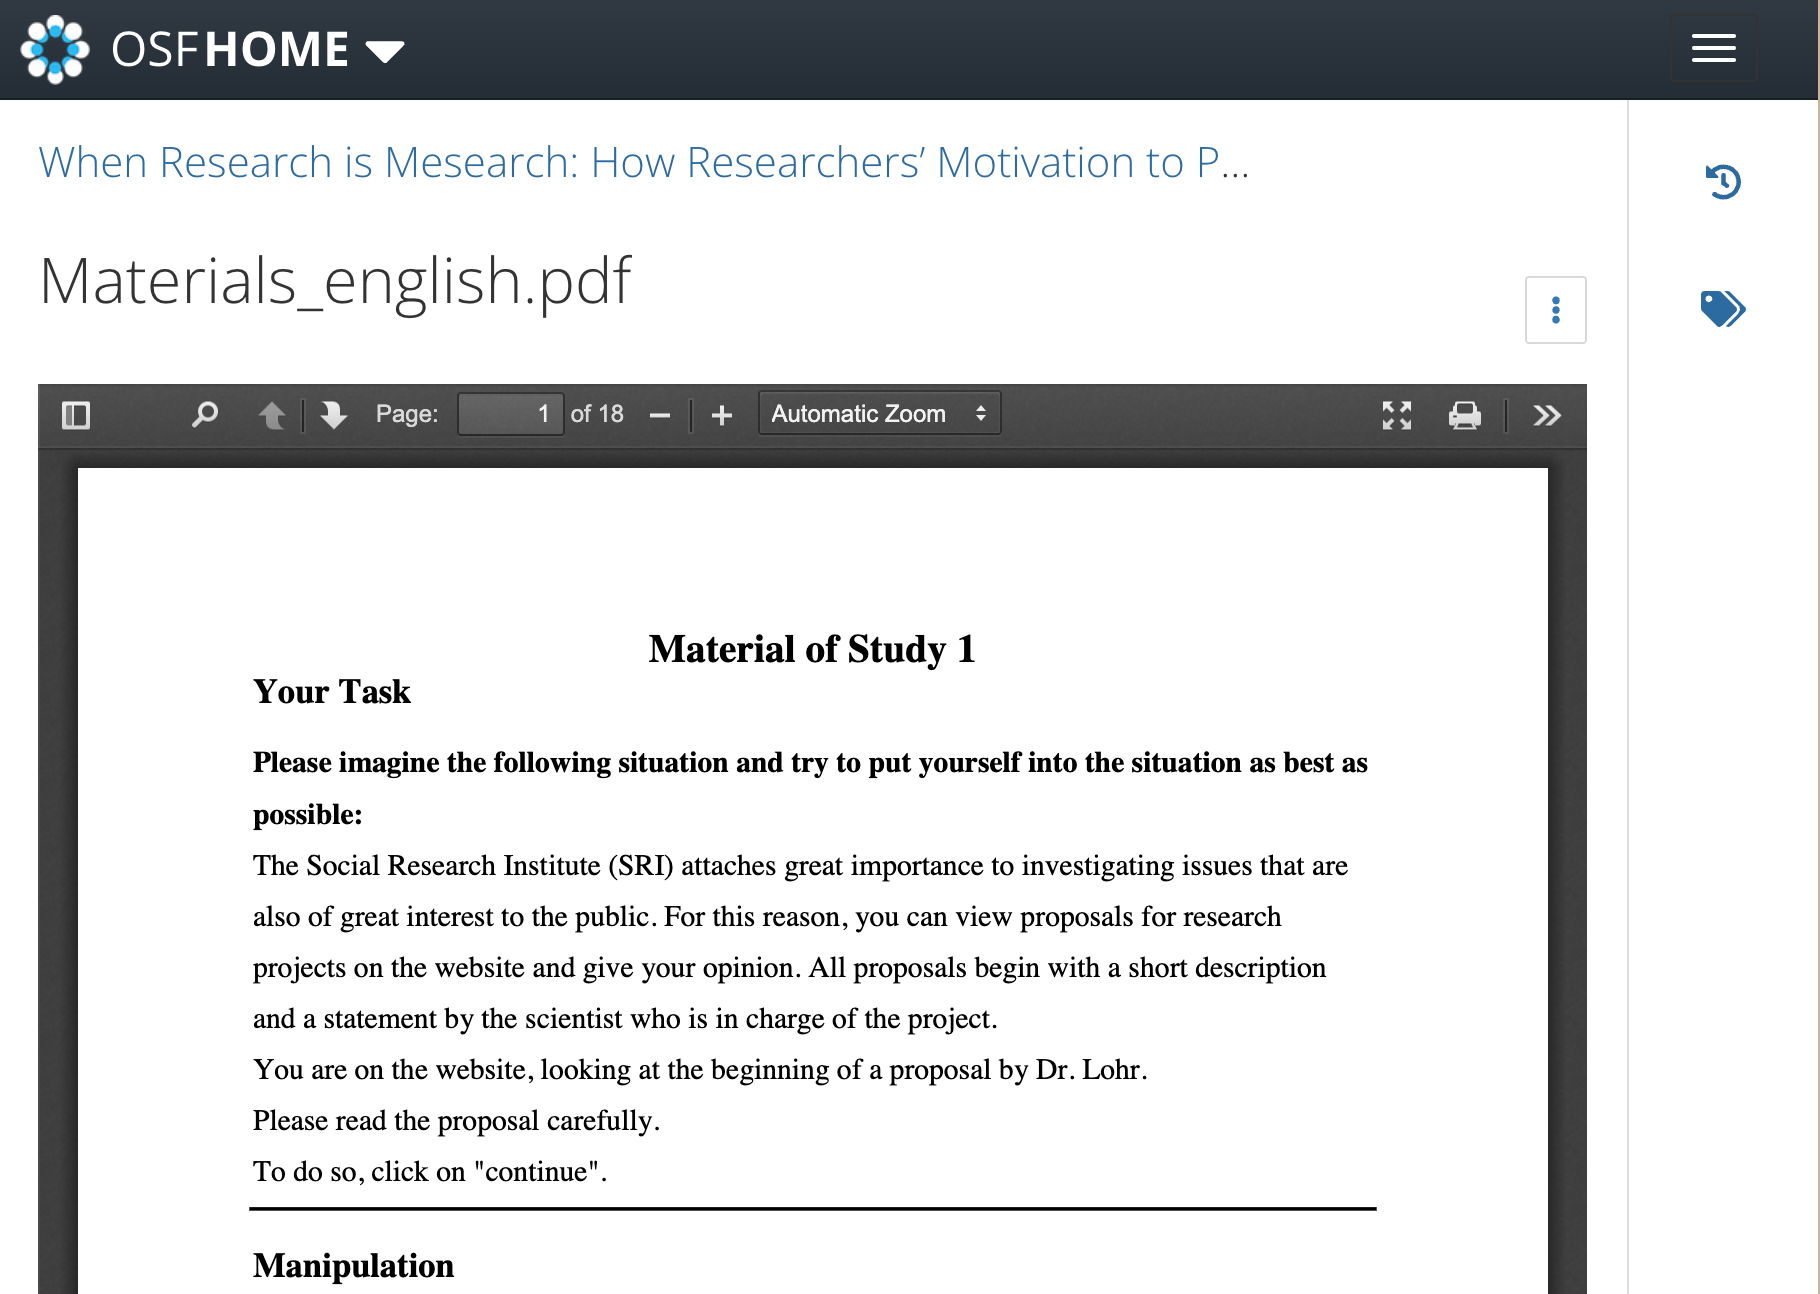 OSFHOME
When Research is Mesearch: How Researchers’ Motivation to P...
Materials_english.pdf
Page: 1 of 18 Automatic Zoom
Material of Study 1
Your Task
Please imagine the following situation and try to put yourself into the situation as best as
possible:
The Social Research Institute (SRI) attaches great importance to investigating issues that are
also of great interest to the public. For this reason, you can view proposals for research
projects on the website and give your opinion. All proposals begin with a short description
and a statement by the scientist who is in charge of the project.
You are on the website, looking at the beginning of a proposal by Dr. Lohr.
Please read the proposal carefully.
To do so, click on "continue".
Manipulation